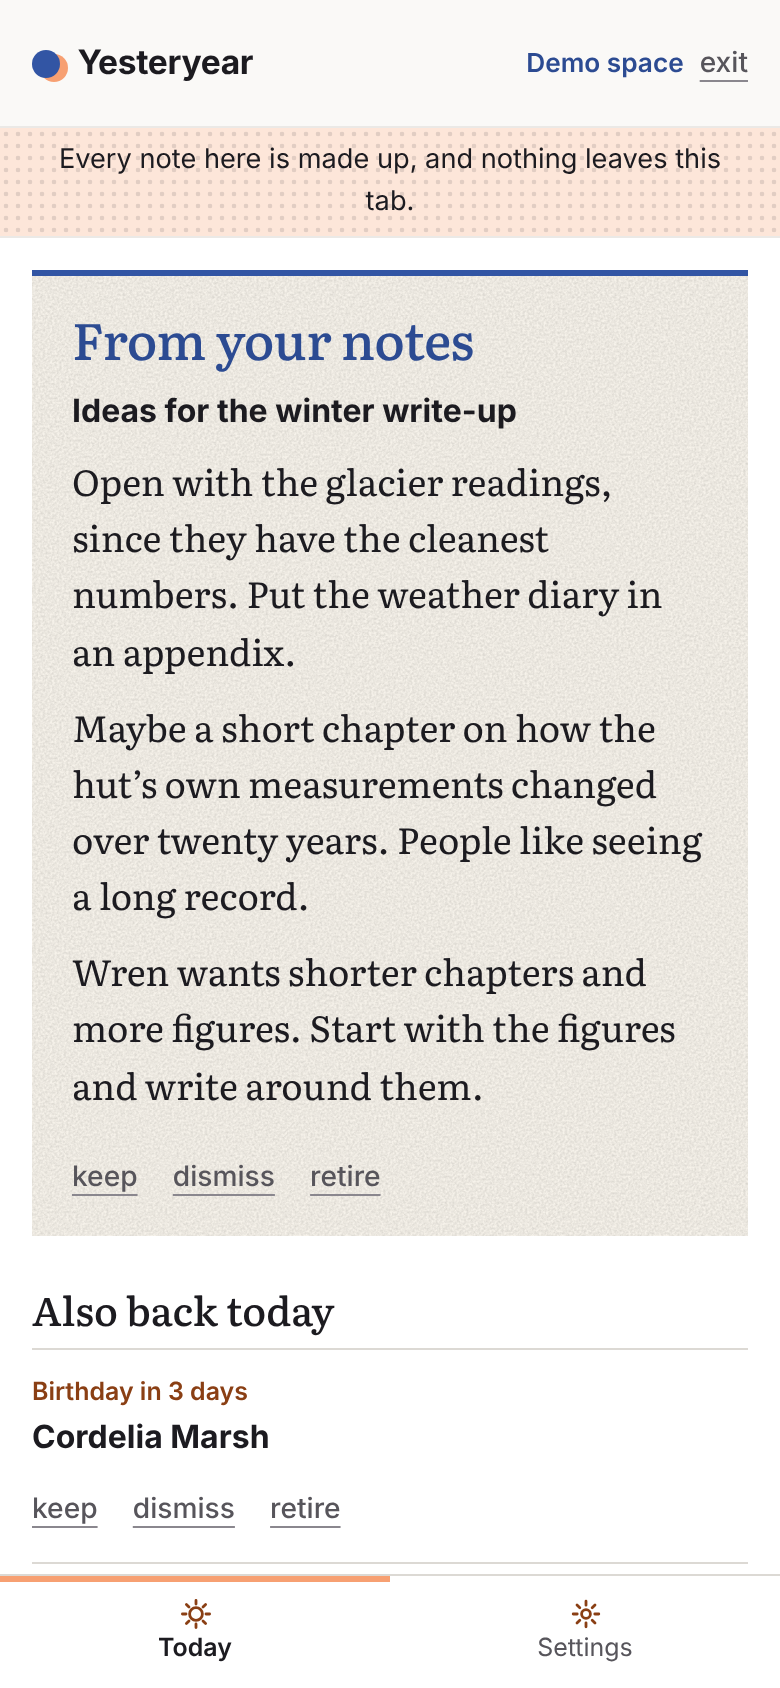 Yesteryear
Demo space exit
Every note here is made up, and nothing leaves this
tab.
From your notes
Ideas for the winter write-up
Open with the glacier readings,
since they have the cleanest
numbers. Put the weather diary in
an appendix.
Maybe a short chapter on how the
hut’s own measurements changed
over twenty years. People like seeing
a long record.
Wren wants shorter chapters and
more figures. Start with the figures
and write around them.
keep dismiss retire
Also back today
Birthday in 3 days
Cordelia Marsh
keep dismiss retire
Today Settings